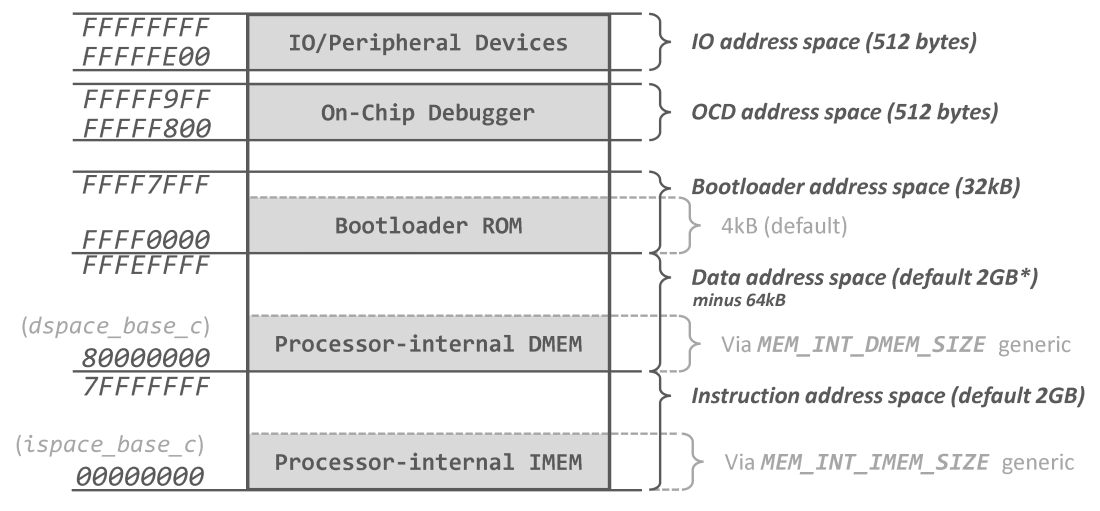 FFFFFFFF
FFFFFE00
IO/Peripheral Devices
IO address space (512 bytes)
FFFFF9FF
FFFFF800
On-Chip Debugger
OCD address space (512 bytes)
FFFF7FFF
Bootloader address space (32kB)
Bootloader ROM
4kB (default)
FFFF0000
FFFEFFFF
Data address space (default 2GB*)
minus 64kB
(dspace_base_c)
80000000
Processor-internal DMEM
Via MEM_INT_DMEM_SIZE generic
7FFFFFFF
Instruction address space (default 2GB)
(ispace_base_c)
00000000
Processor-internal IMEM
Via MEM_INT_IMEM_SIZE generic